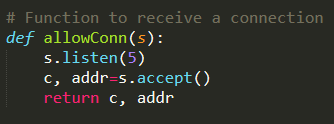 # Function to receive a connection
def allowConn(s):
    s.listen(5)
    c, addr=s.accept()
    return c, addr